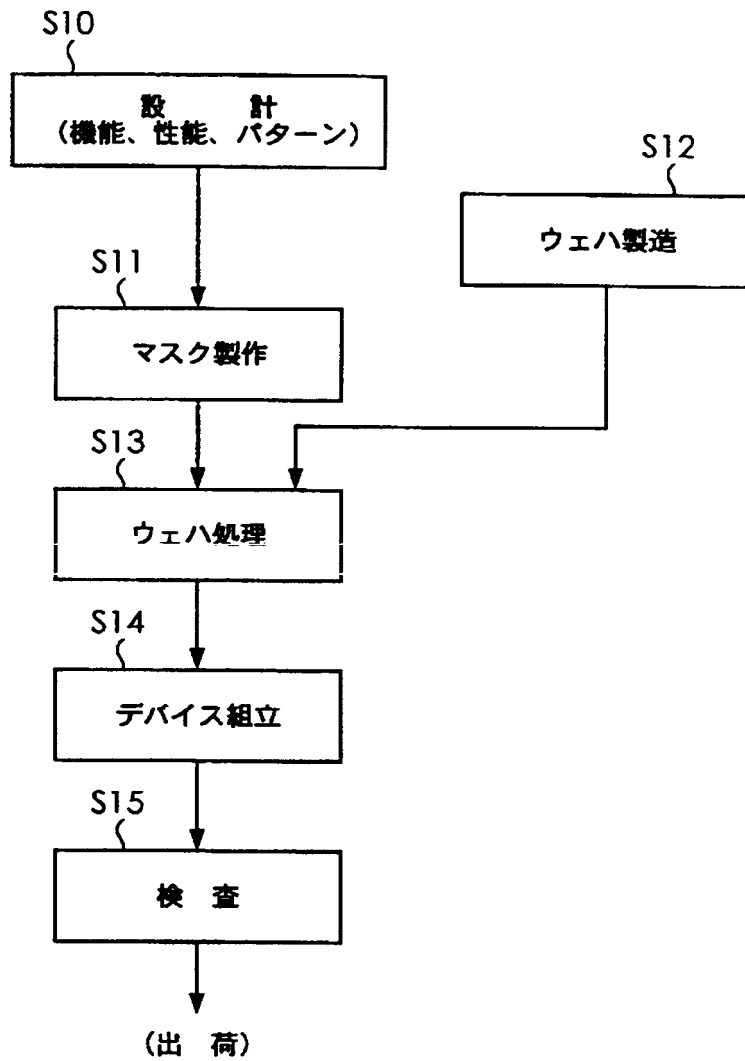 S10
設 計
(機能、性能、パターン)
S12
ウェハ製造
S11
マスク製作
S13
ウェハ処理
S14
デバイス組立
S15
検 査
(出 荷)